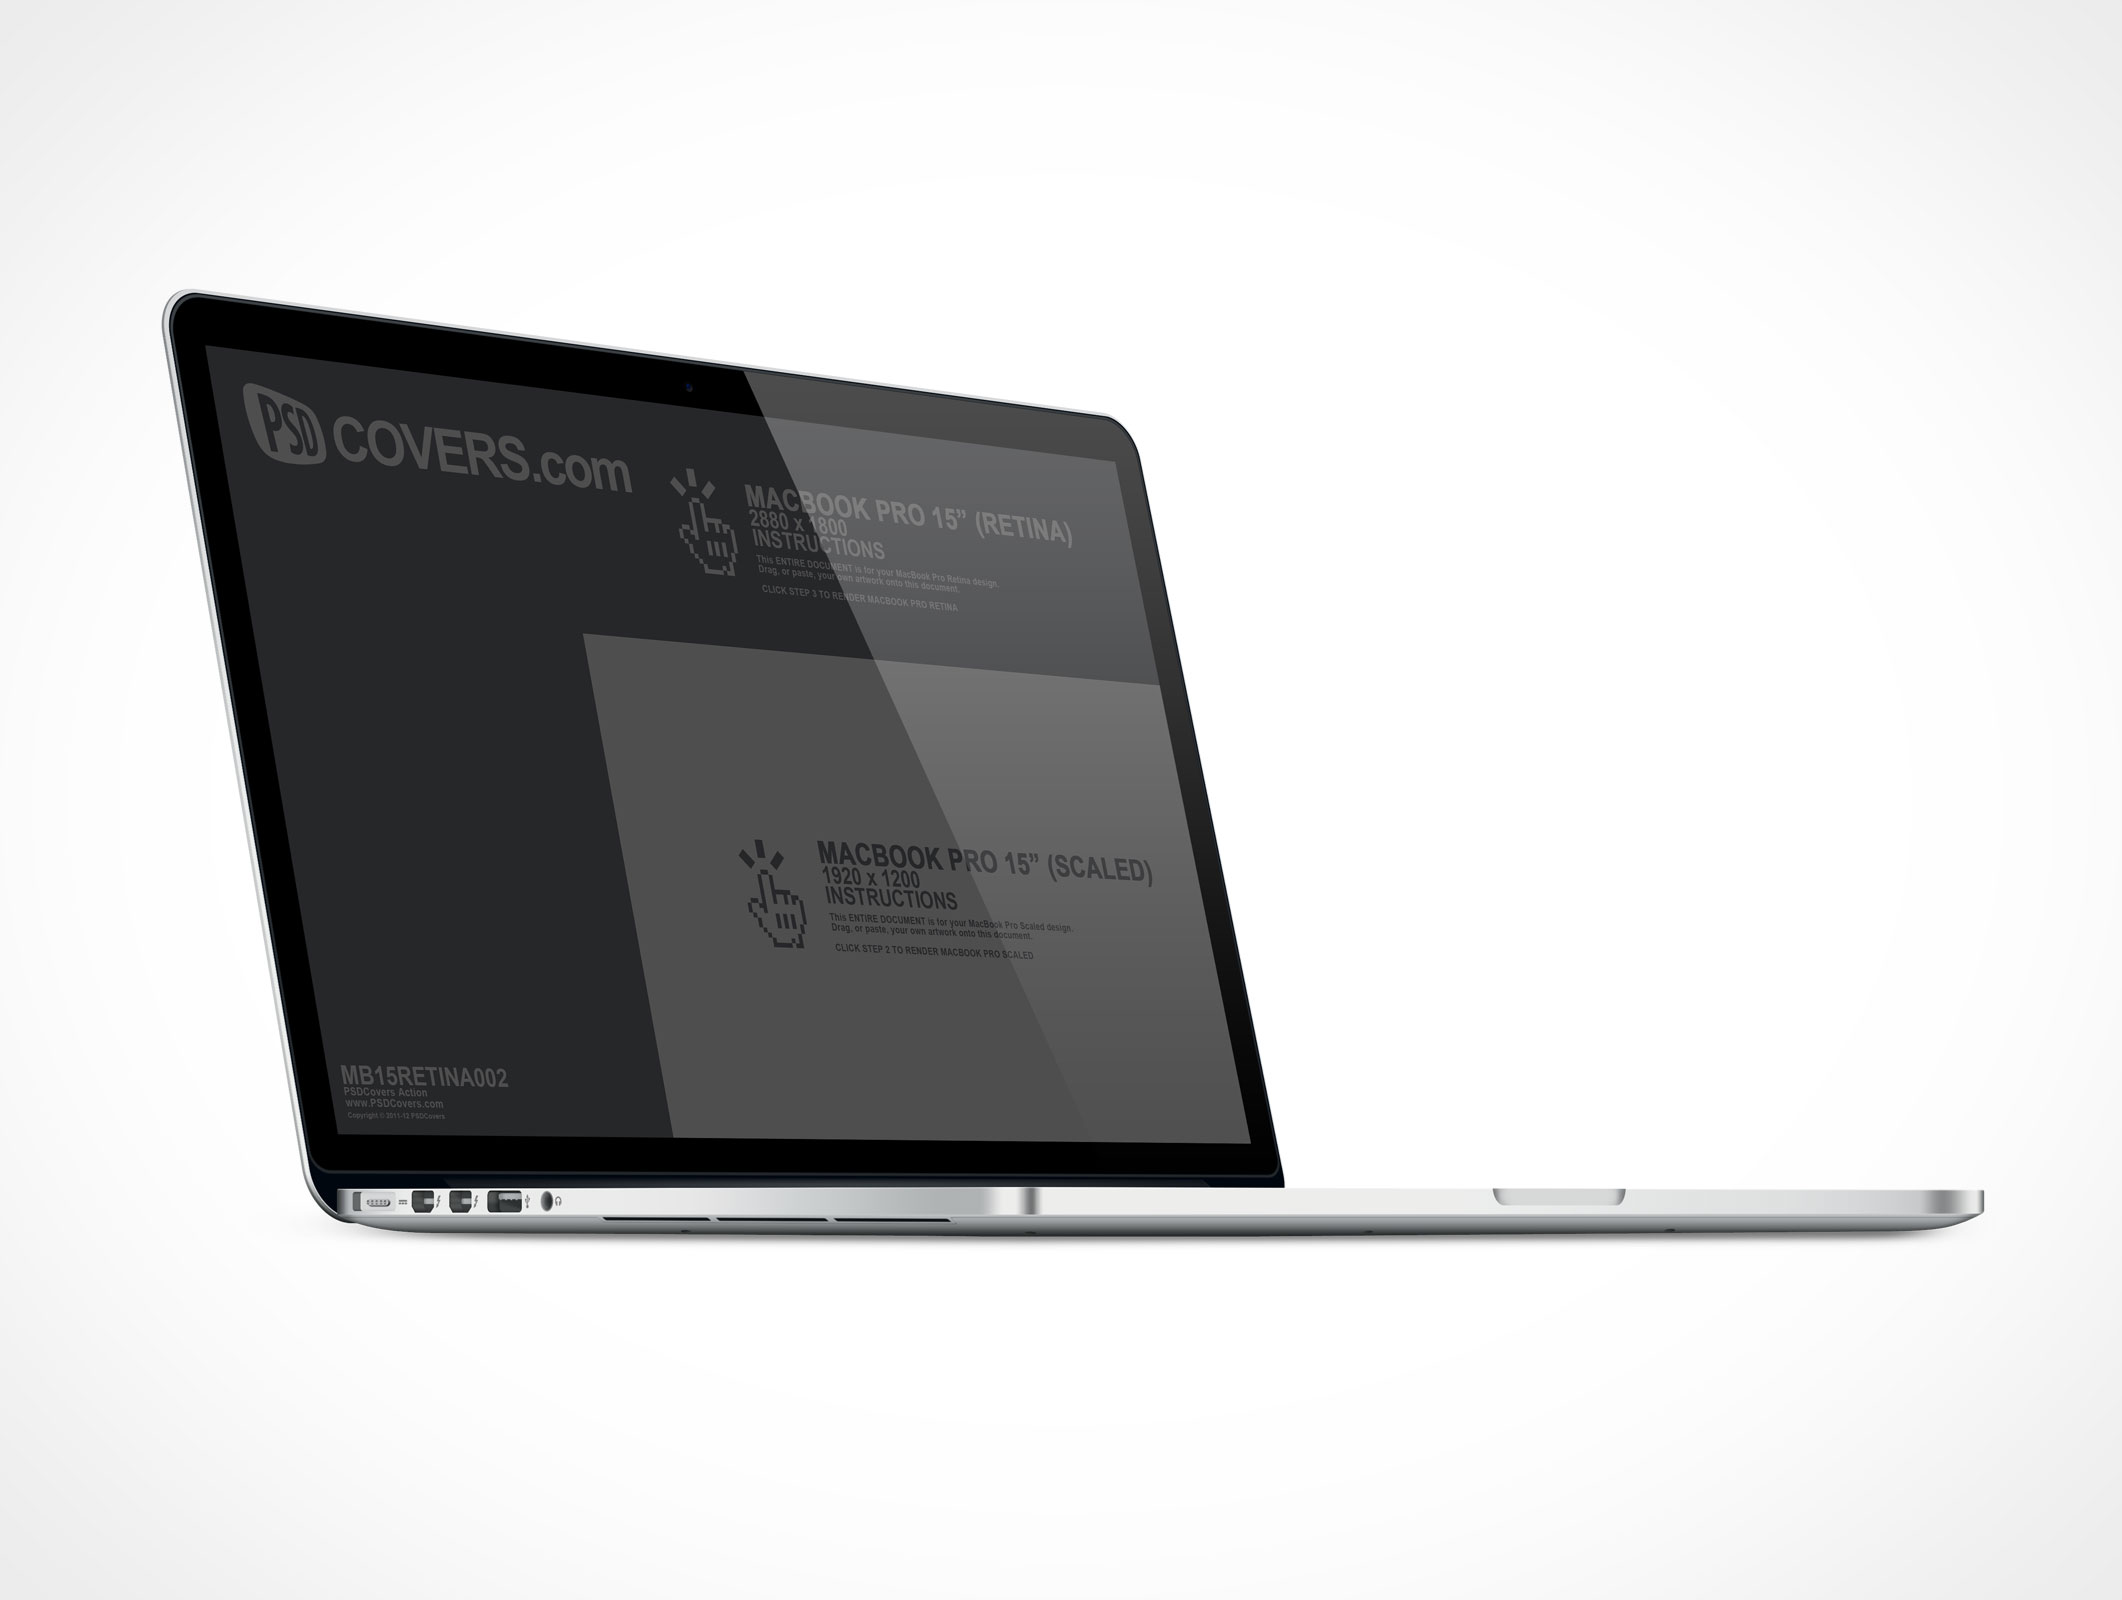 PSD COVERS.com
MACBOOK PRO 15” (RETINA)
2880 x 1800
INSTRUCTIONS
This ENTIRE DOCUMENT is for your MacBook Pro Retina design.
Drag, or paste, your own artwork onto this document.
CLICK STEP 3 TO RENDER MACBOOK PRO RETINA
MACBOOK PRO 15” (SCALED)
1920 x 1200
INSTRUCTIONS
This ENTIRE DOCUMENT is for your MacBook Pro Scaled design.
Drag, or paste, your own artwork onto this document.
CLICK STEP 2 TO RENDER MACBOOK PRO SCALED
MB15RETINA002
PSDCovers Action
www.PSDCovers.com
Copyright © 2011-12 PSDCovers